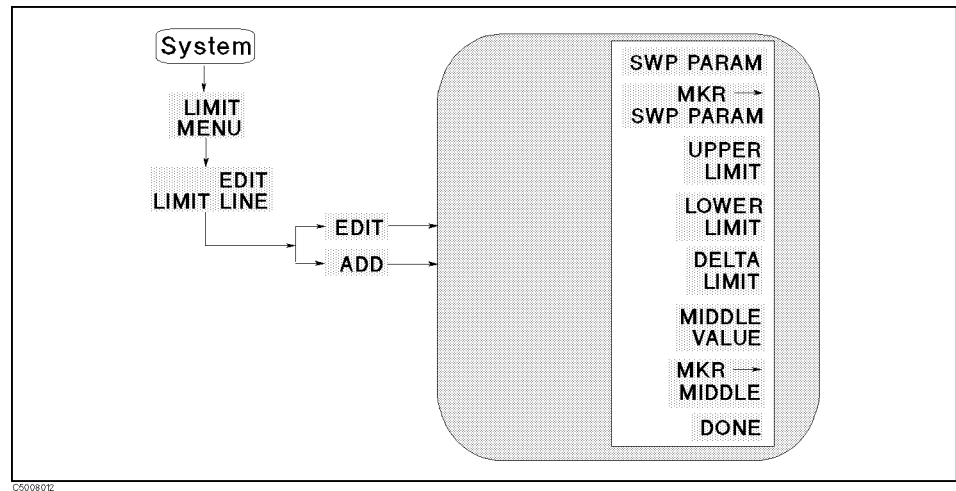 System
LIMIT
MENU
EDIT
LIMIT LINE
EDIT
ADD
SWP PARAM
MKR →
SWP PARAM
UPPER
LIMIT
LOWER
LIMIT
DELTA
LIMIT
MIDDLE
VALUE
MKR →
MIDDLE
DONE
C5008012